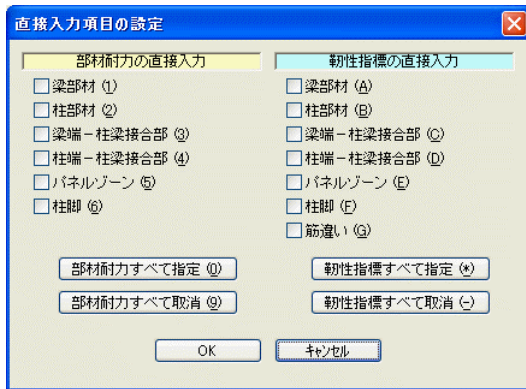 直接入力項目の設定
部材耐力の直接入力
梁部材 (1)
柱部材 (2)
梁端－柱梁接合部 (3)
柱端－柱梁接合部 (4)
パネルゾーン (5)
柱脚 (6)
部材耐力すべて指定 (0)
部材耐力すべて取消 (9)
靭性指標の直接入力
梁部材 (A)
柱部材 (B)
梁端－柱梁接合部 (C)
柱端－柱梁接合部 (D)
パネルゾーン (E)
柱脚 (F)
筋違い (G)
靭性指標すべて指定 (*)
靭性指標すべて取消 (-)
OK
キャンセル